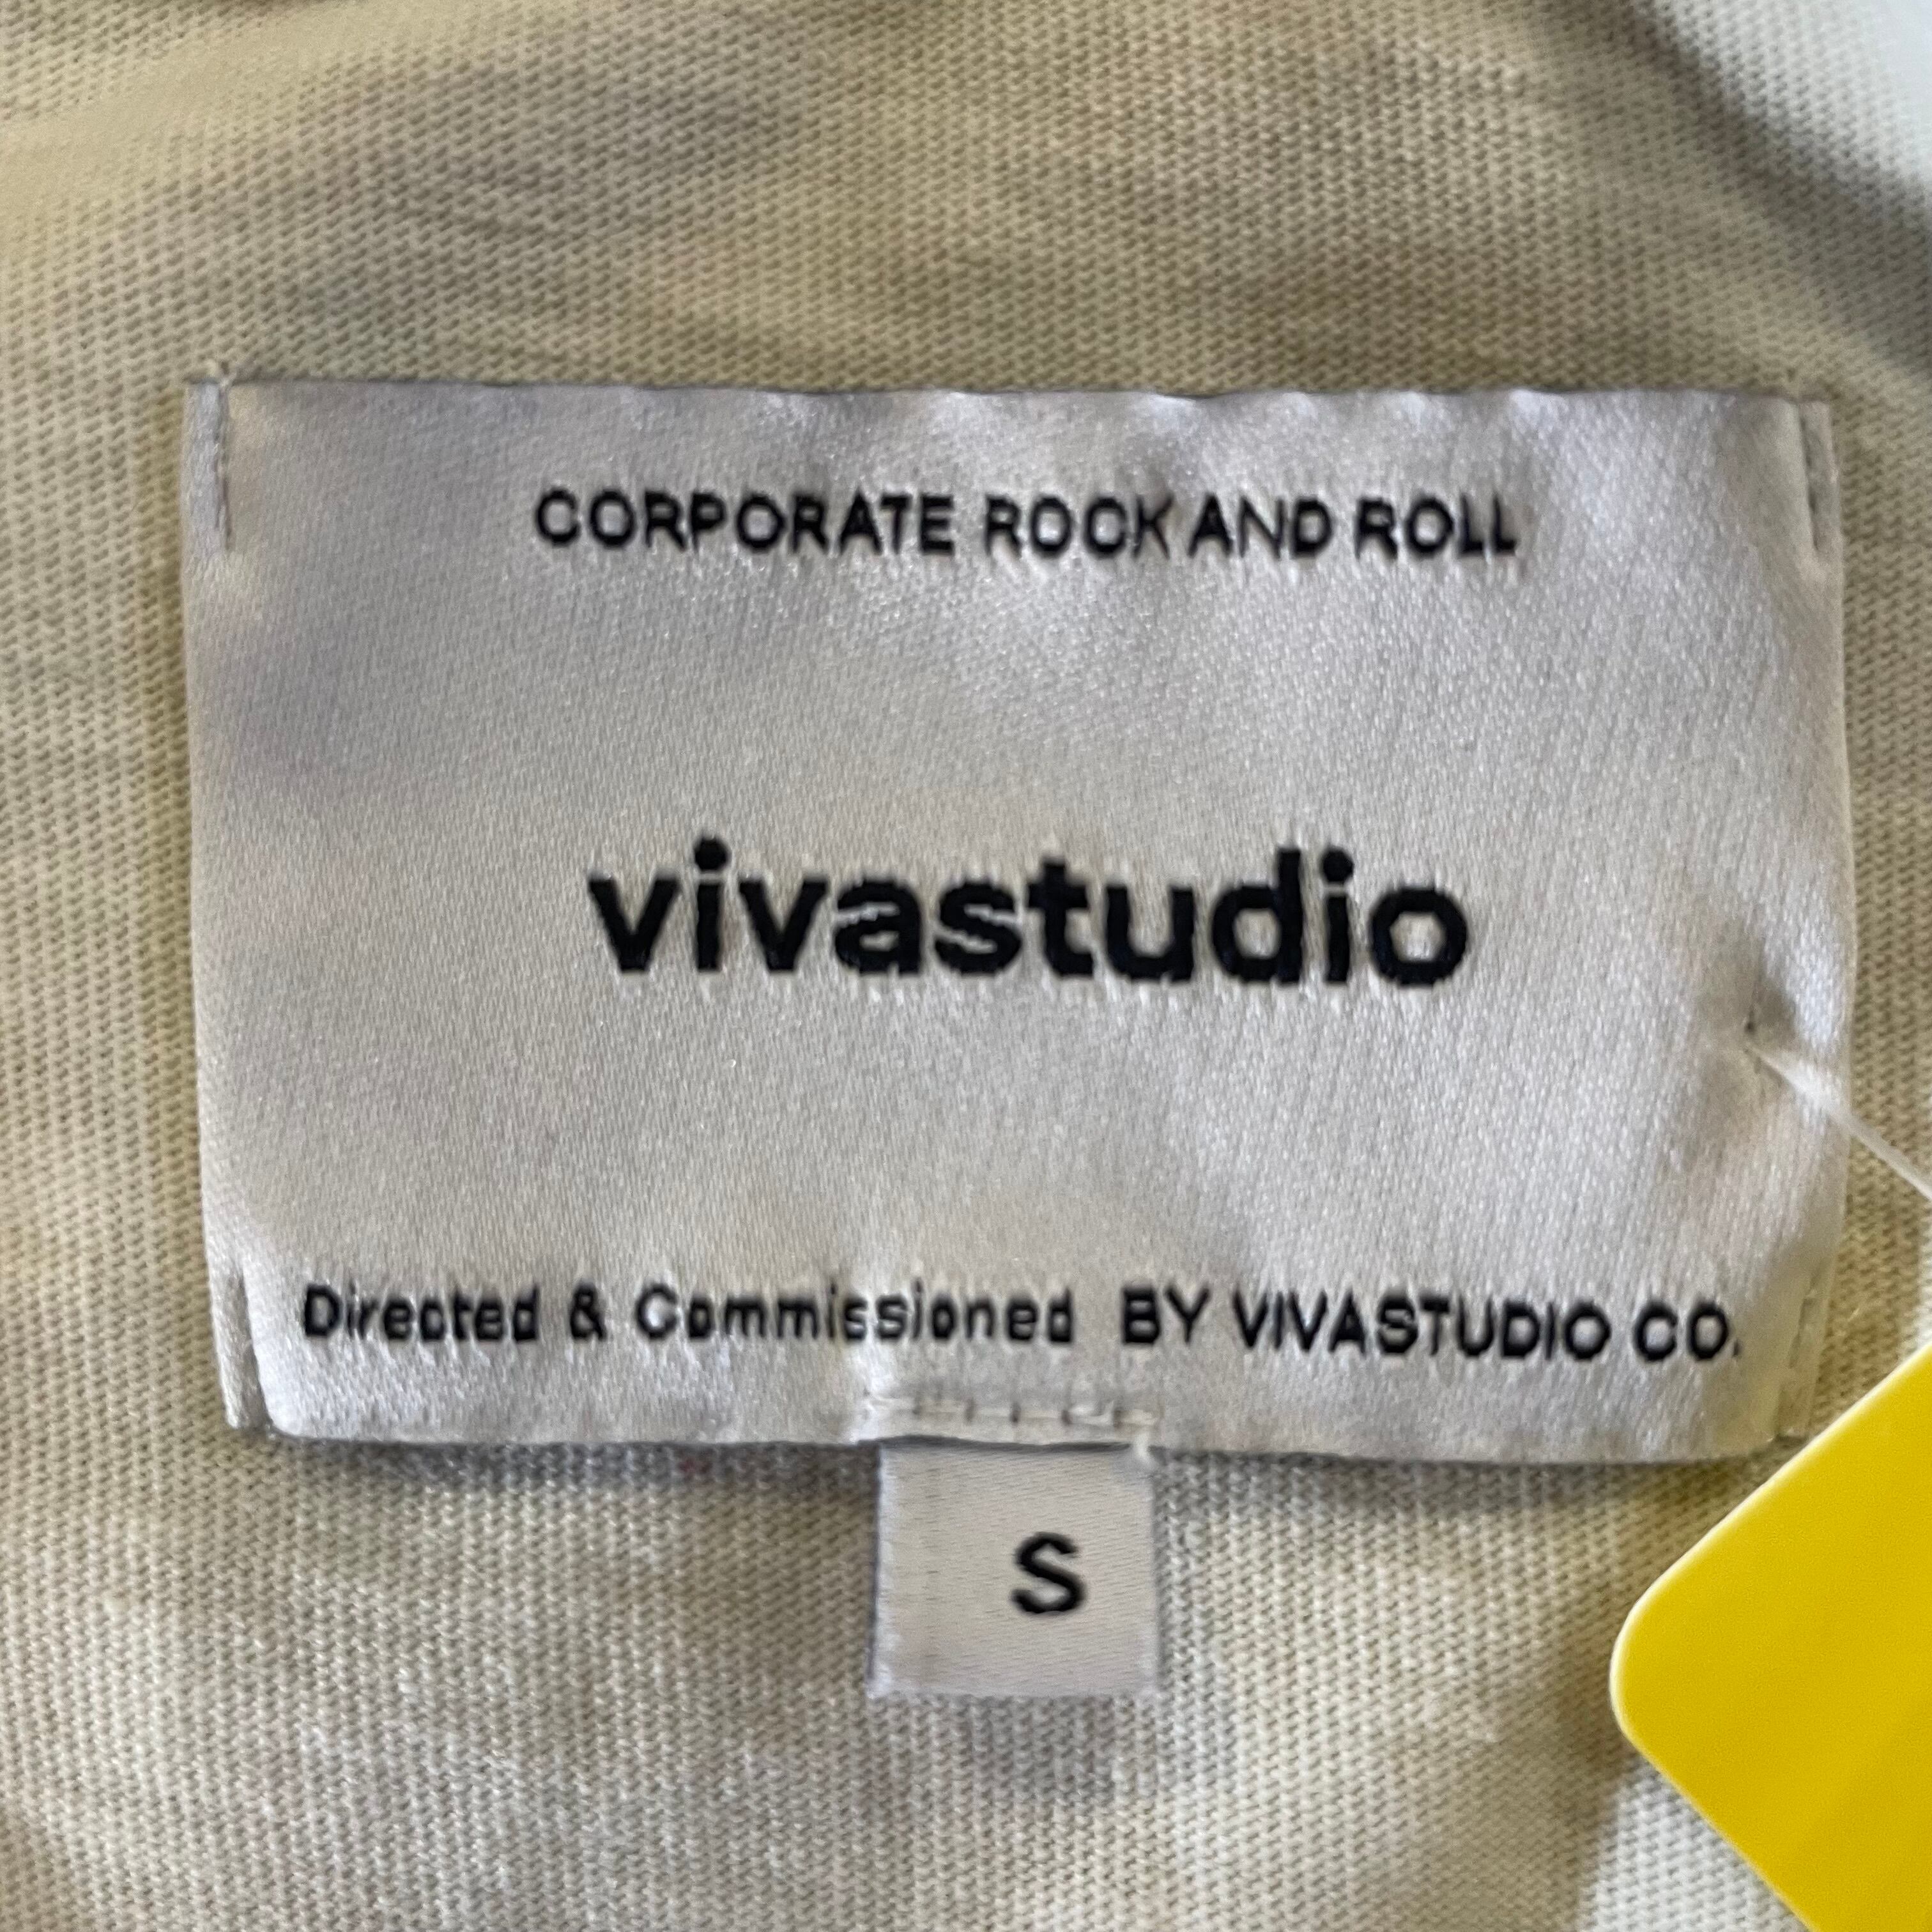 CORPORATE ROCK AND ROLL
vivastudio
Directed & Commissioned BY VIVASTUDIO CO.
S